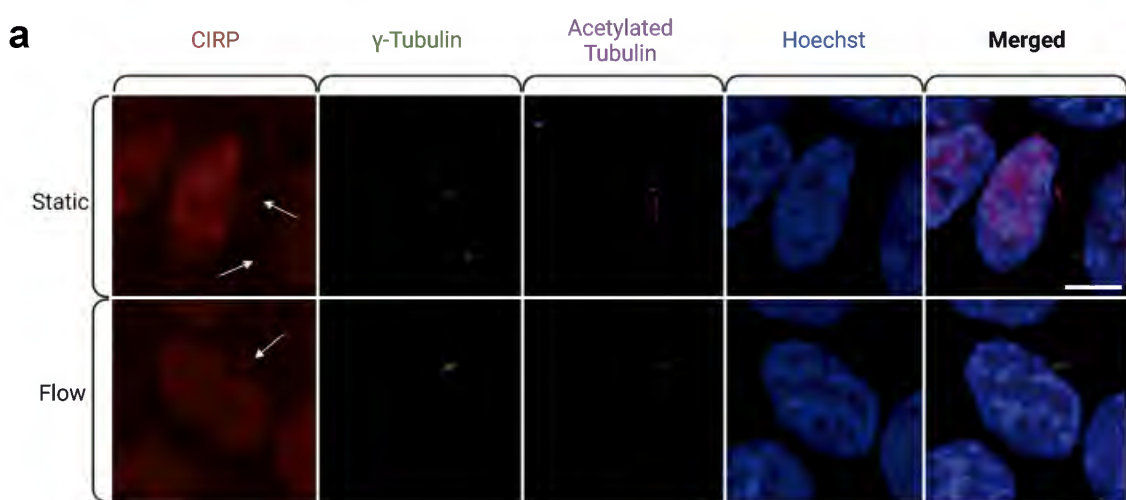 a
CIRP
γ-Tubulin
Acetylated
Tubulin
Hoechst
Merged
Static
Flow